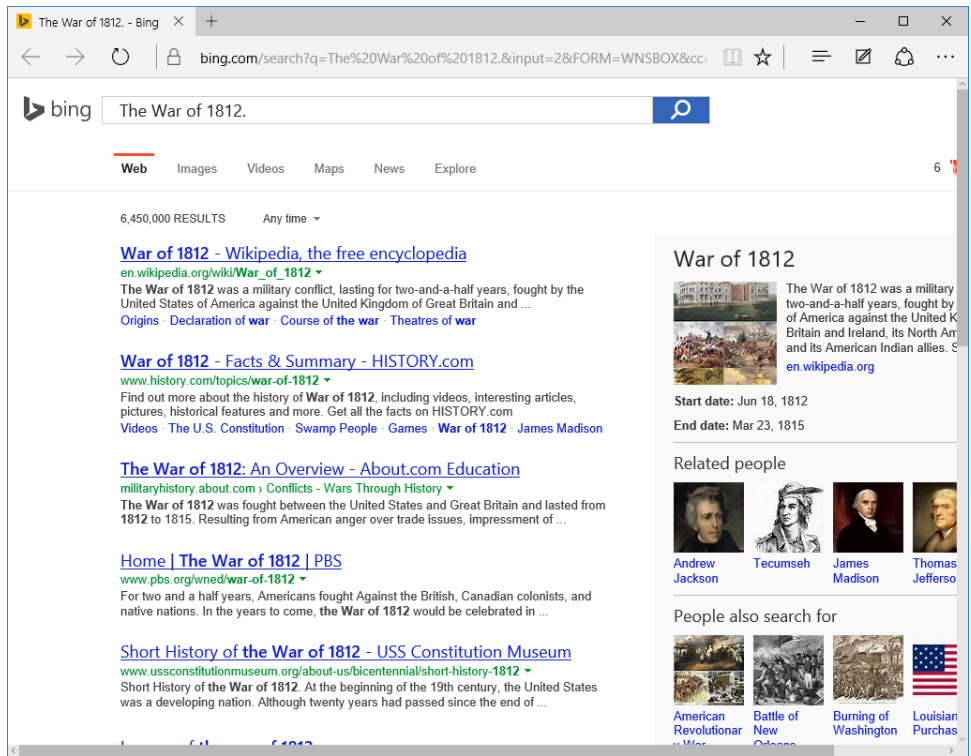 The War of 1812. - Bing
bing.com/search?q=The%20War%20of%201812.&input=2&FORM=WNSBOX&cc=
bing
The War of 1812.
Web Images Videos Maps News Explore
6
6,450,000 RESULTS Any time
War of 1812 - Wikipedia, the free encyclopedia
en.wikipedia.org/wiki/War_of_1812
The War of 1812 was a military conflict, lasting for two-and-a-half years, fought by the
United States of America against the United Kingdom of Great Britain and ...
Origins · Declaration of war · Course of the war · Theatres of war
War of 1812 - Facts & Summary - HISTORY.com
www.history.com/topics/war-of-1812
Find out more about the history of War of 1812, including videos, interesting articles,
pictures, historical features and more. Get all the facts on HISTORY.com
Videos · The U.S. Constitution · Swamp People · Games · War of 1812 · James Madison
The War of 1812: An Overview - About.com Education
militaryhistory.about.com › Conflicts - Wars Through History
The War of 1812 was fought between the United States and Great Britain and lasted from
1812 to 1815. Resulting from American anger over trade issues, impressment of ...
Home | The War of 1812 | PBS
www.pbs.org/wned/war-of-1812
For two and a half years, Americans fought Against the British, Canadian colonists, and
native nations. In the years to come, the War of 1812 would be celebrated in ...
Short History of the War of 1812 - USS Constitution Museum
www.ussconstitutionmuseum.org/about-us/bicentennial/short-history-1812
Short History of the War of 1812. At the beginning of the 19th century, the United States
was a developing nation. Although twenty years had passed since the end of ...
War of 1812
The War of 1812 was a military
two-and-a-half years, fought by
of America against the United K
Britain and Ireland, its North Am
and its American Indian allies. S
en.wikipedia.org
Start date: Jun 18, 1812
End date: Mar 23, 1815
Related people
Andrew Jackson
Tecumseh
James Madison
Thomas Jefferso
People also search for
American Revolutionar
Battle of New Orleans
Burning of Washington
Louisian Purchas